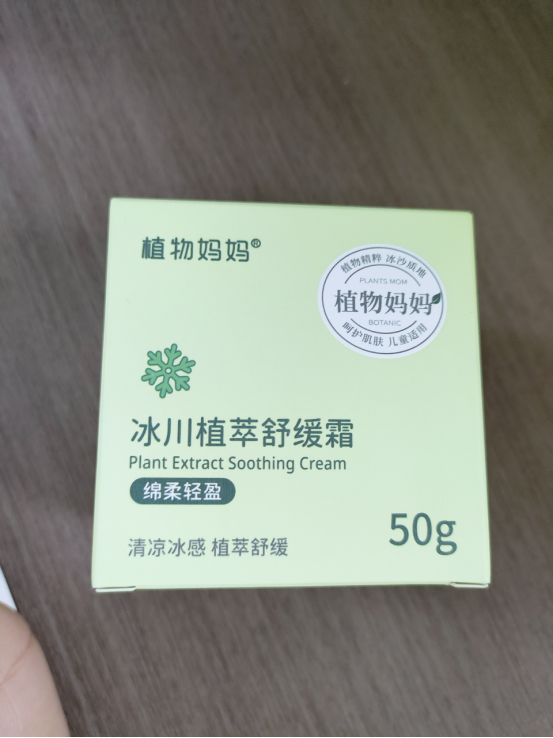 植物妈妈®
植物精粹 冰沙质地
PLANTS MOM
植物妈妈
BOTANIC
呵护肌肤 儿童适用
冰川植萃舒缓霜
Plant Extract Soothing Cream
绵柔轻盈
清凉冰感 植萃舒缓
50g